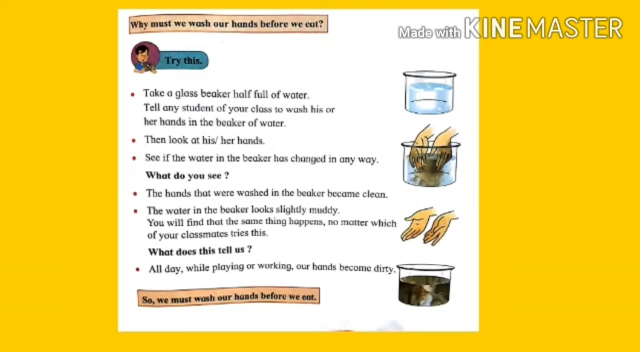 Why must we wash our hands before we eat?
Made with KINEMASTER
Try this.
• Take a glass beaker half full of water.
Tell any student of your class to wash his or
her hands in the beaker of water.
• Then look at his/ her hands.
• See if the water in the beaker has changed in any way.
What do you see ?
• The hands that were washed in the beaker became clean.
• The water in the beaker looks slightly muddy.
You will find that the same thing happens, no matter which
of your classmates tries this.
What does this tell us ?
• All day, while playing or working, our hands become dirty.
So, we must wash our hands before we eat.